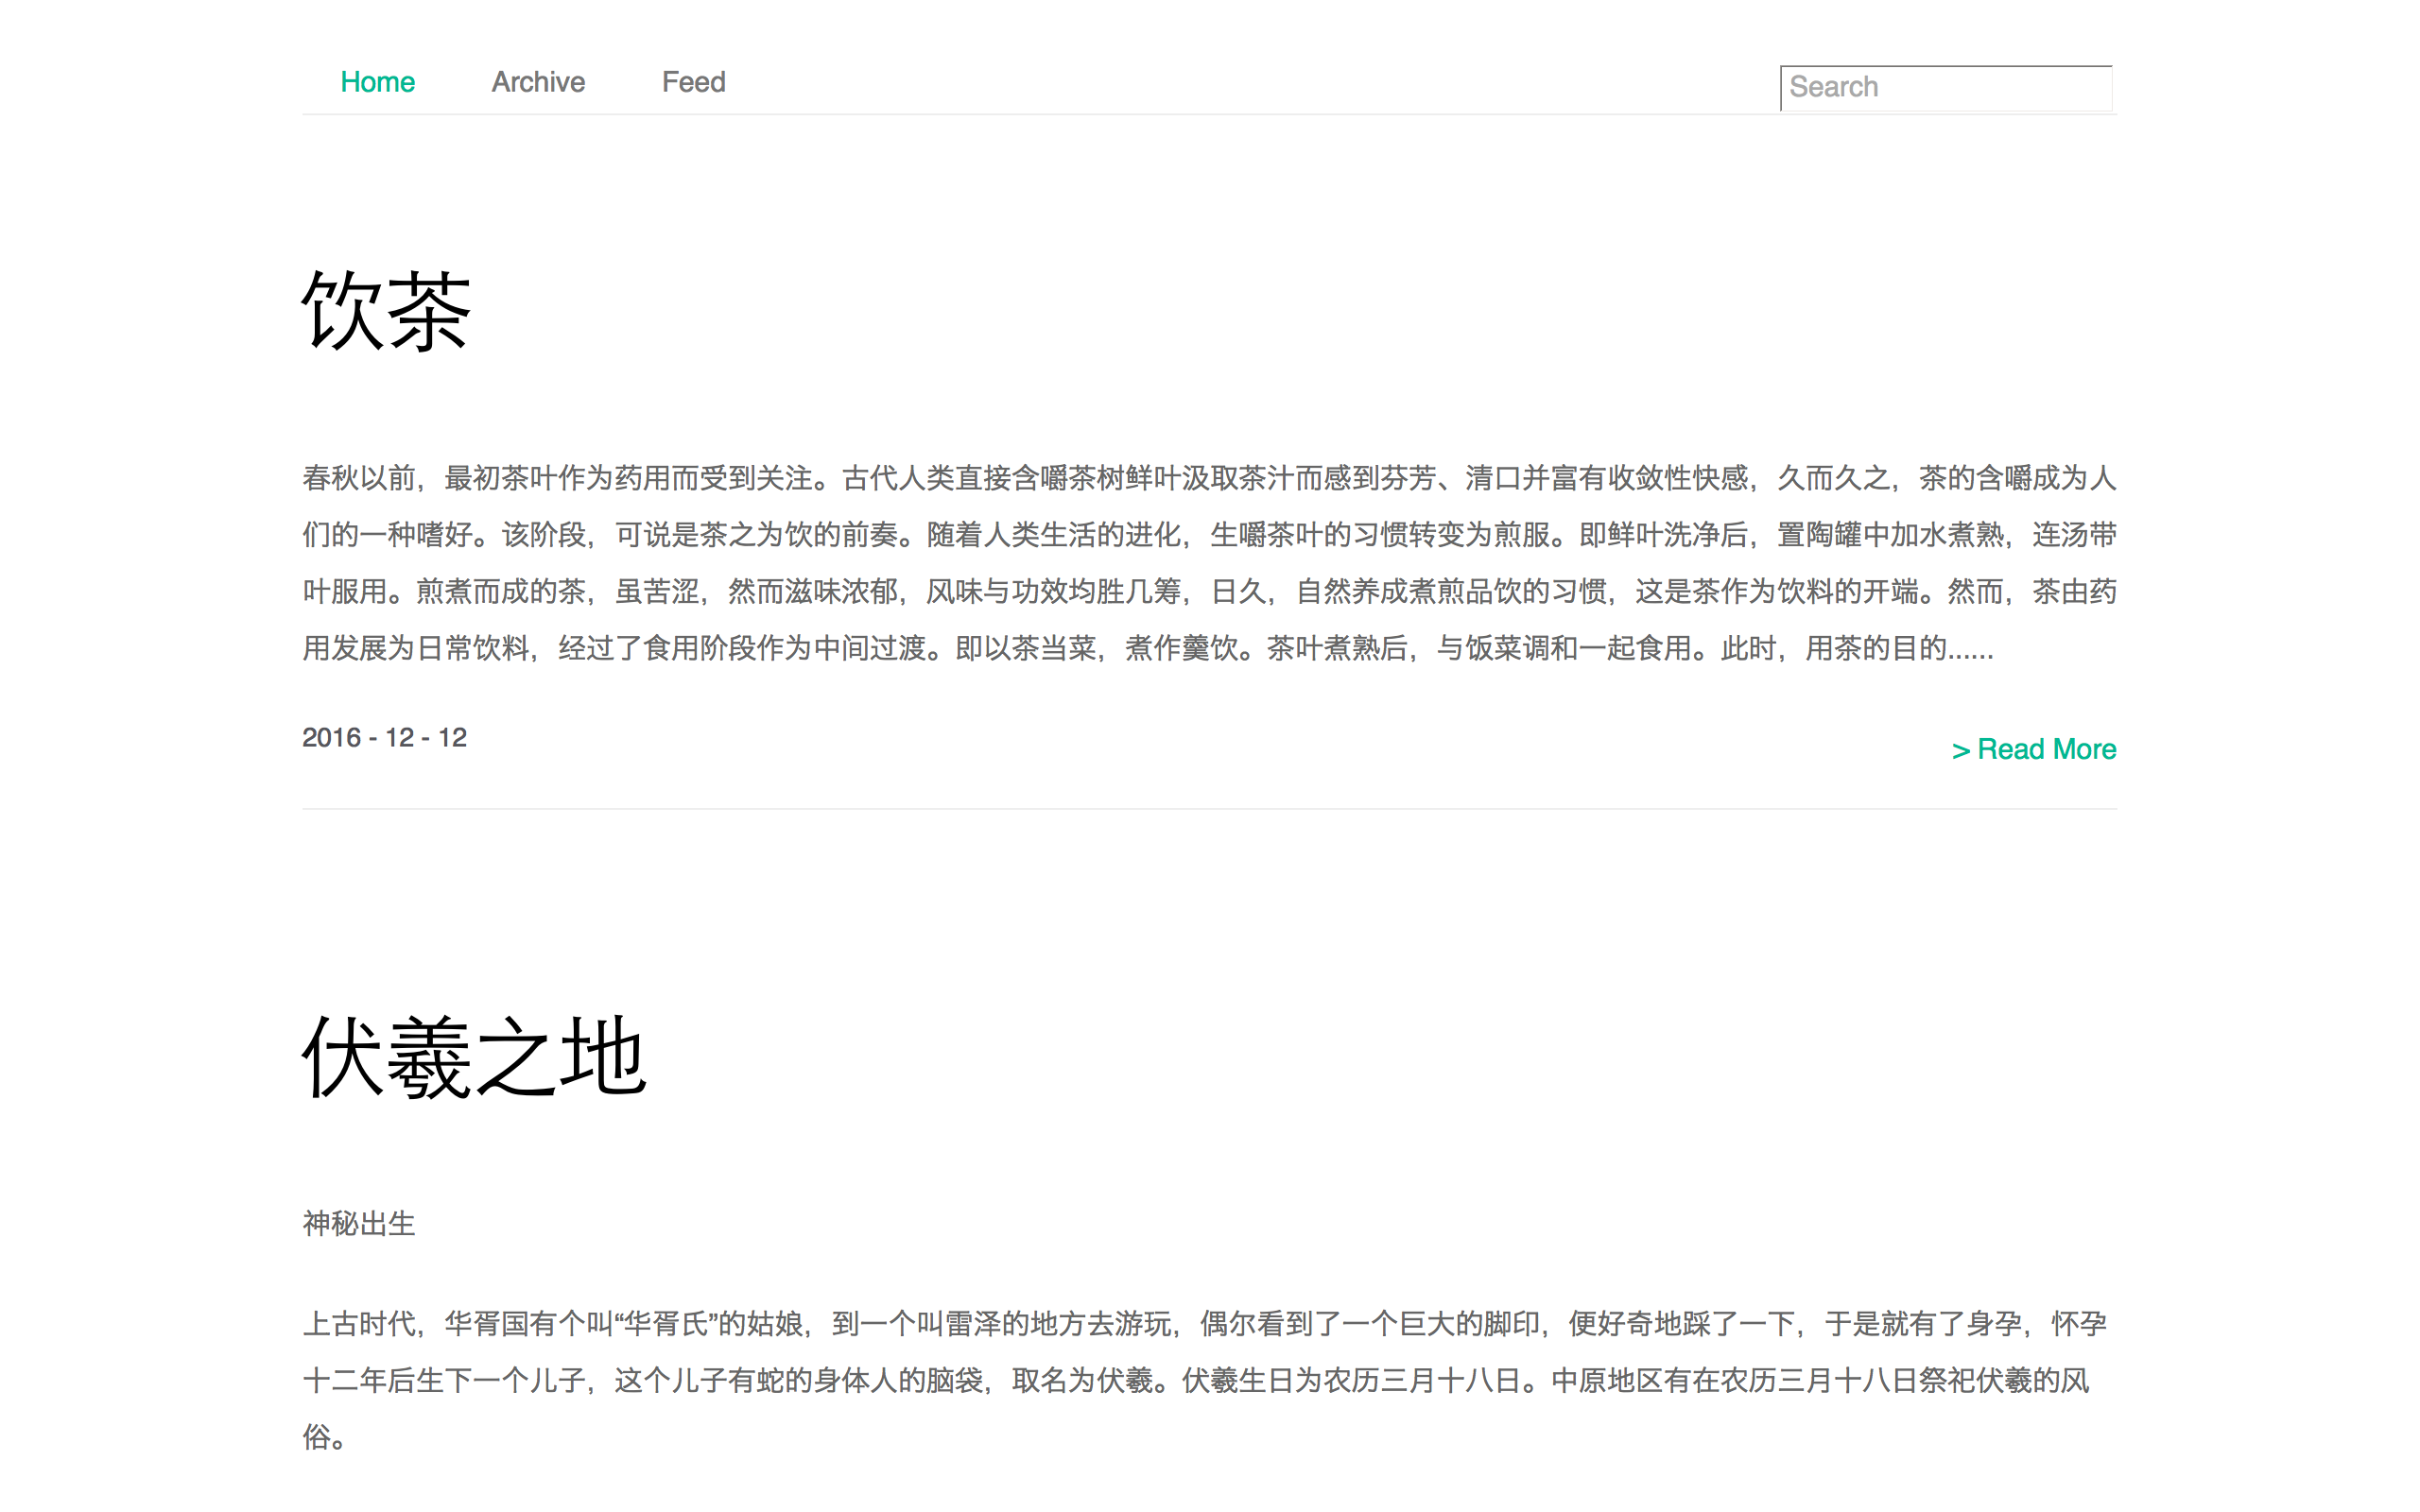 Home Archive Feed Search
饮茶
春秋以前，最初茶叶作为药用而受到关注。古代人类直接含嚼茶树鲜叶汲取茶汁而感到芬芳、清口并富有收敛性快感，久而久之，茶的含嚼成为人
们的一种嗜好。该阶段，可说是茶之为饮的前奏。随着人类生活的进化，生嚼茶叶的习惯转变为煎服。即鲜叶洗净后，置陶罐中加水煮熟，连汤带
叶服用。煎煮而成的茶，虽苦涩，然而滋味浓郁，风味与功效均胜几筹，日久，自然养成煮煎品饮的习惯，这是茶作为饮料的开端。然而，茶由药
用发展为日常饮料，经过了食用阶段作为中间过渡。即以茶当菜，煮作羹饮。茶叶煮熟后，与饭菜调和一起食用。此时，用茶的目的......
2016 - 12 - 12
> Read More
伏羲之地
神秘出生
上古时代，华胥国有个叫“华胥氏”的姑娘，到一个叫雷泽的地方去游玩，偶尔看到了一个巨大的脚印，便好奇地踩了一下，于是就有了身孕，怀孕
十二年后生下一个儿子，这个儿子有蛇的身体人的脑袋，取名为伏羲。伏羲生日为农历三月十八日。中原地区有在农历三月十八日祭祀伏羲的风
俗。